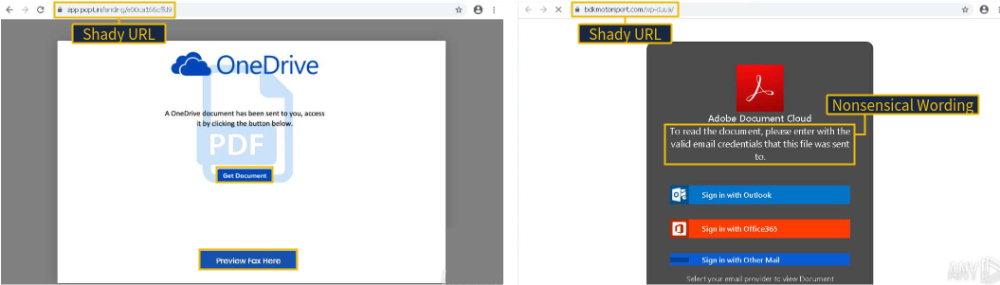 app.popt.in/landing/e00ca166cf1d9
Shady URL
OneDrive
A OneDrive document has been sent to you, access
it by clicking the button below.
PDF
Get Document
Preview Fax Here
bdkmotorsport.com/wp-d.u.a/
Shady URL
Adobe Document Cloud
Nonsensical Wording
To read the document, please enter with the
valid email credentials that this file was sent
to.
Sign in with Outlook
Sign in with Office365
Sign in with Other Mail
Select your email provider to view Document
ANY